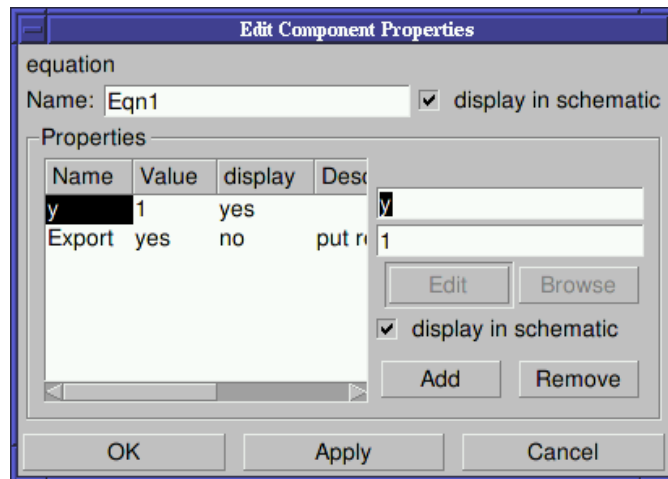 Edit Component Properties
equation
Name: Eqn1 display in schematic
Properties
Name Value display
y 1 yes
Export yes no put
y
1
Edit Browse
display in schematic
Add Remove
OK Apply Cancel